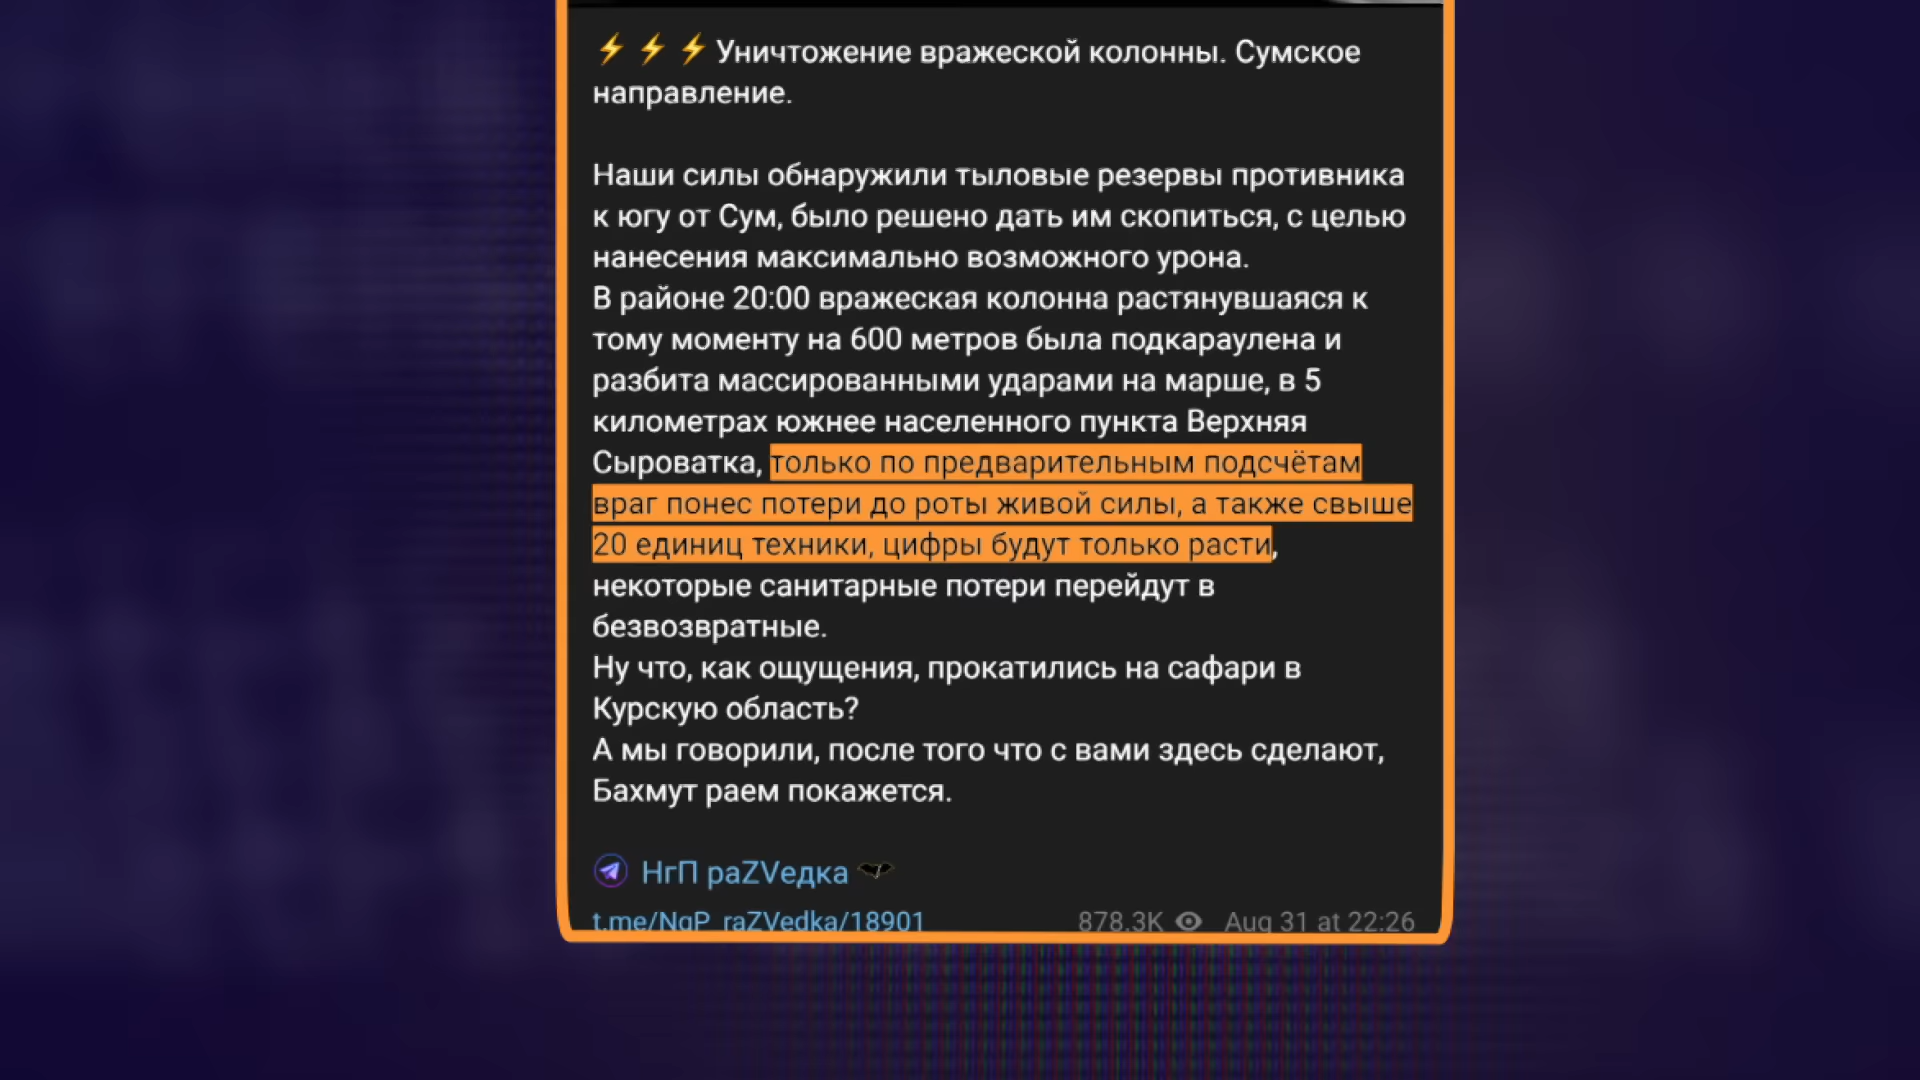 ⚡⚡⚡Уничтожение вражеской колонны. Сумское
направление.
Наши силы обнаружили тыловые резервы противника
к югу от Сум, было решено дать им скопиться, с целью
нанесения максимально возможного урона.
В районе 20:00 вражеская колонна растянувшаяся к
тому моменту на 600 метров была подкараулена и
разбита массированными ударами на марше, в 5
километрах южнее населенного пункта Верхняя
Сыроватка, только по предварительным подсчётам
враг понес потери до роты живой силы, а также свыше
20 единиц техники, цифры будут только расти,
некоторые санитарные потери перейдут в
безвозвратные.
Ну что, как ощущения, прокатились на сафари в
Курскую область?
А мы говорили, после того что с вами здесь сделают,
Бахмут раем покажется.
НгП раZVедка
t.me/NgP_raZVedka/18901 878.3K Aug 31 at 22:26